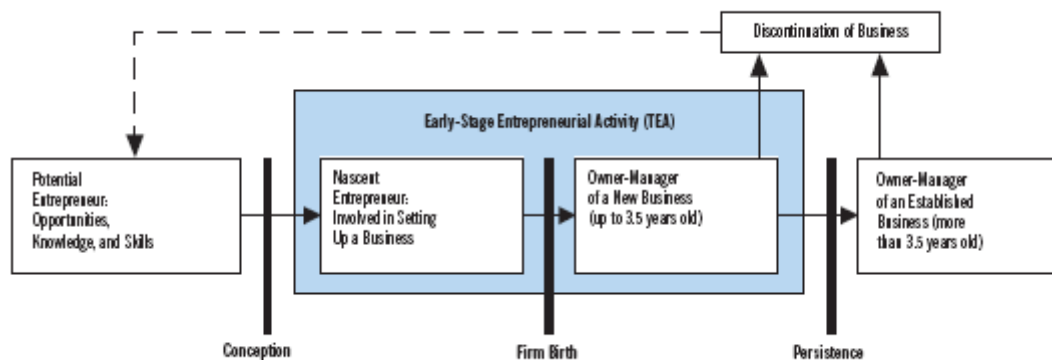 Discontinuation of Business
Early-Stage Entrepreneurial Activity (TEA)
Potential
Entrepreneur:
Opportunities,
Knowledge, and Skills
Nascent
Entrepreneur:
Involved in Setting
Up a Business
Owner-Manager
of a New Business
(up to 3.5 years old)
Owner-Manager
of an Established
Business (more
than 3.5 years old)
Conception
Firm Birth
Persistence